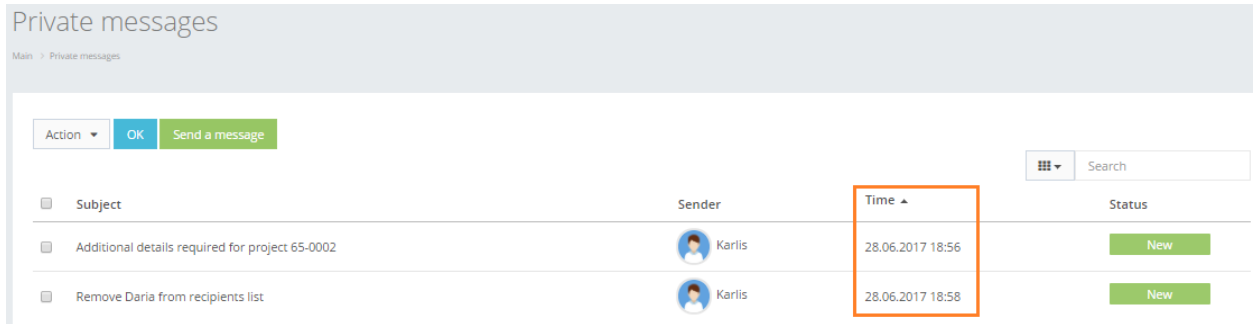 Private messages
Main > Private messages
Action OK Send a message
Search
Subject Sender Time Status
Additional details required for project 65-0002 Karlis 28.06.2017 18:56 New
Remove Daria from recipients list Karlis 28.06.2017 18:58 New